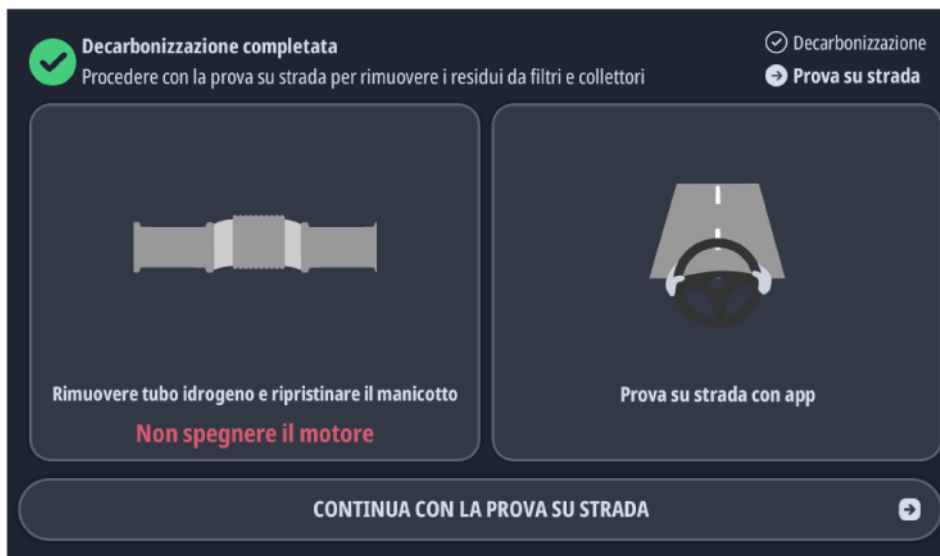 Decarbonizzazione completata
Procedere con la prova su strada per rimuovere i residui da filtri e collettori
Decarbonizzazione
Prova su strada
Rimuovere tubo idrogeno e ripristinare il manicotto
Non spegnere il motore
Prova su strada con app
CONTINUA CON LA PROVA SU STRADA